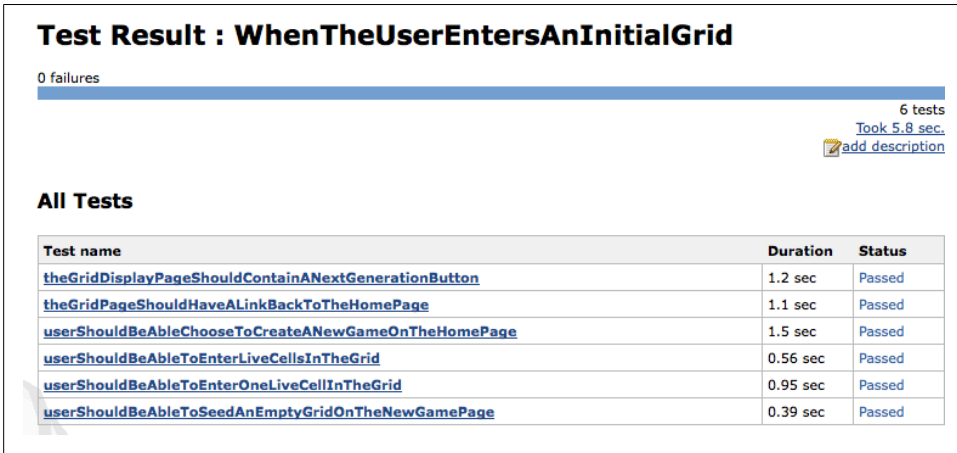 Test Result : WhenTheUserEntersAnInitialGrid
0 failures
6 tests
Took 5.8 sec.
add description
All Tests
Test name Duration Status
theGridDisplayPageShouldContainANextGenerationButton 1.2 sec Passed
theGridPageShouldHaveALinkBackToTheHomePage 1.1 sec Passed
userShouldBeAbleChooseToCreateANewGameOnTheHomePage 1.5 sec Passed
userShouldBeAbleToEnterLiveCellsInTheGrid 0.56 sec Passed
userShouldBeAbleToEnterOneLiveCellInTheGrid 0.95 sec Passed
userShouldBeAbleToSeedAnEmptyGridOnTheNewGamePage 0.39 sec Passed